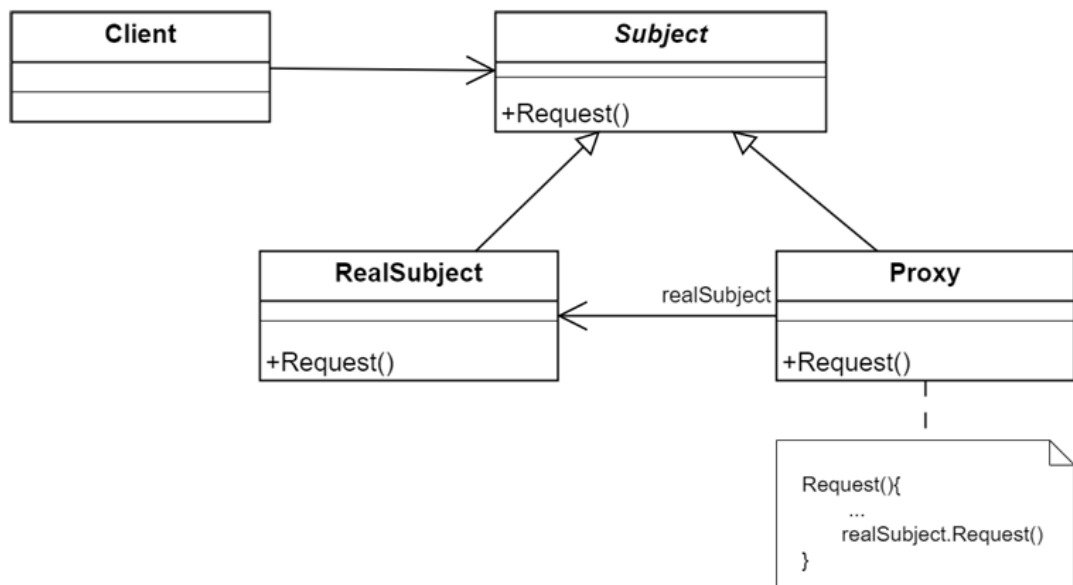 Client
Subject
+Request()
RealSubject
+Request()
realSubject
Proxy
+Request()
Request(){
...
realSubject.Request()
}